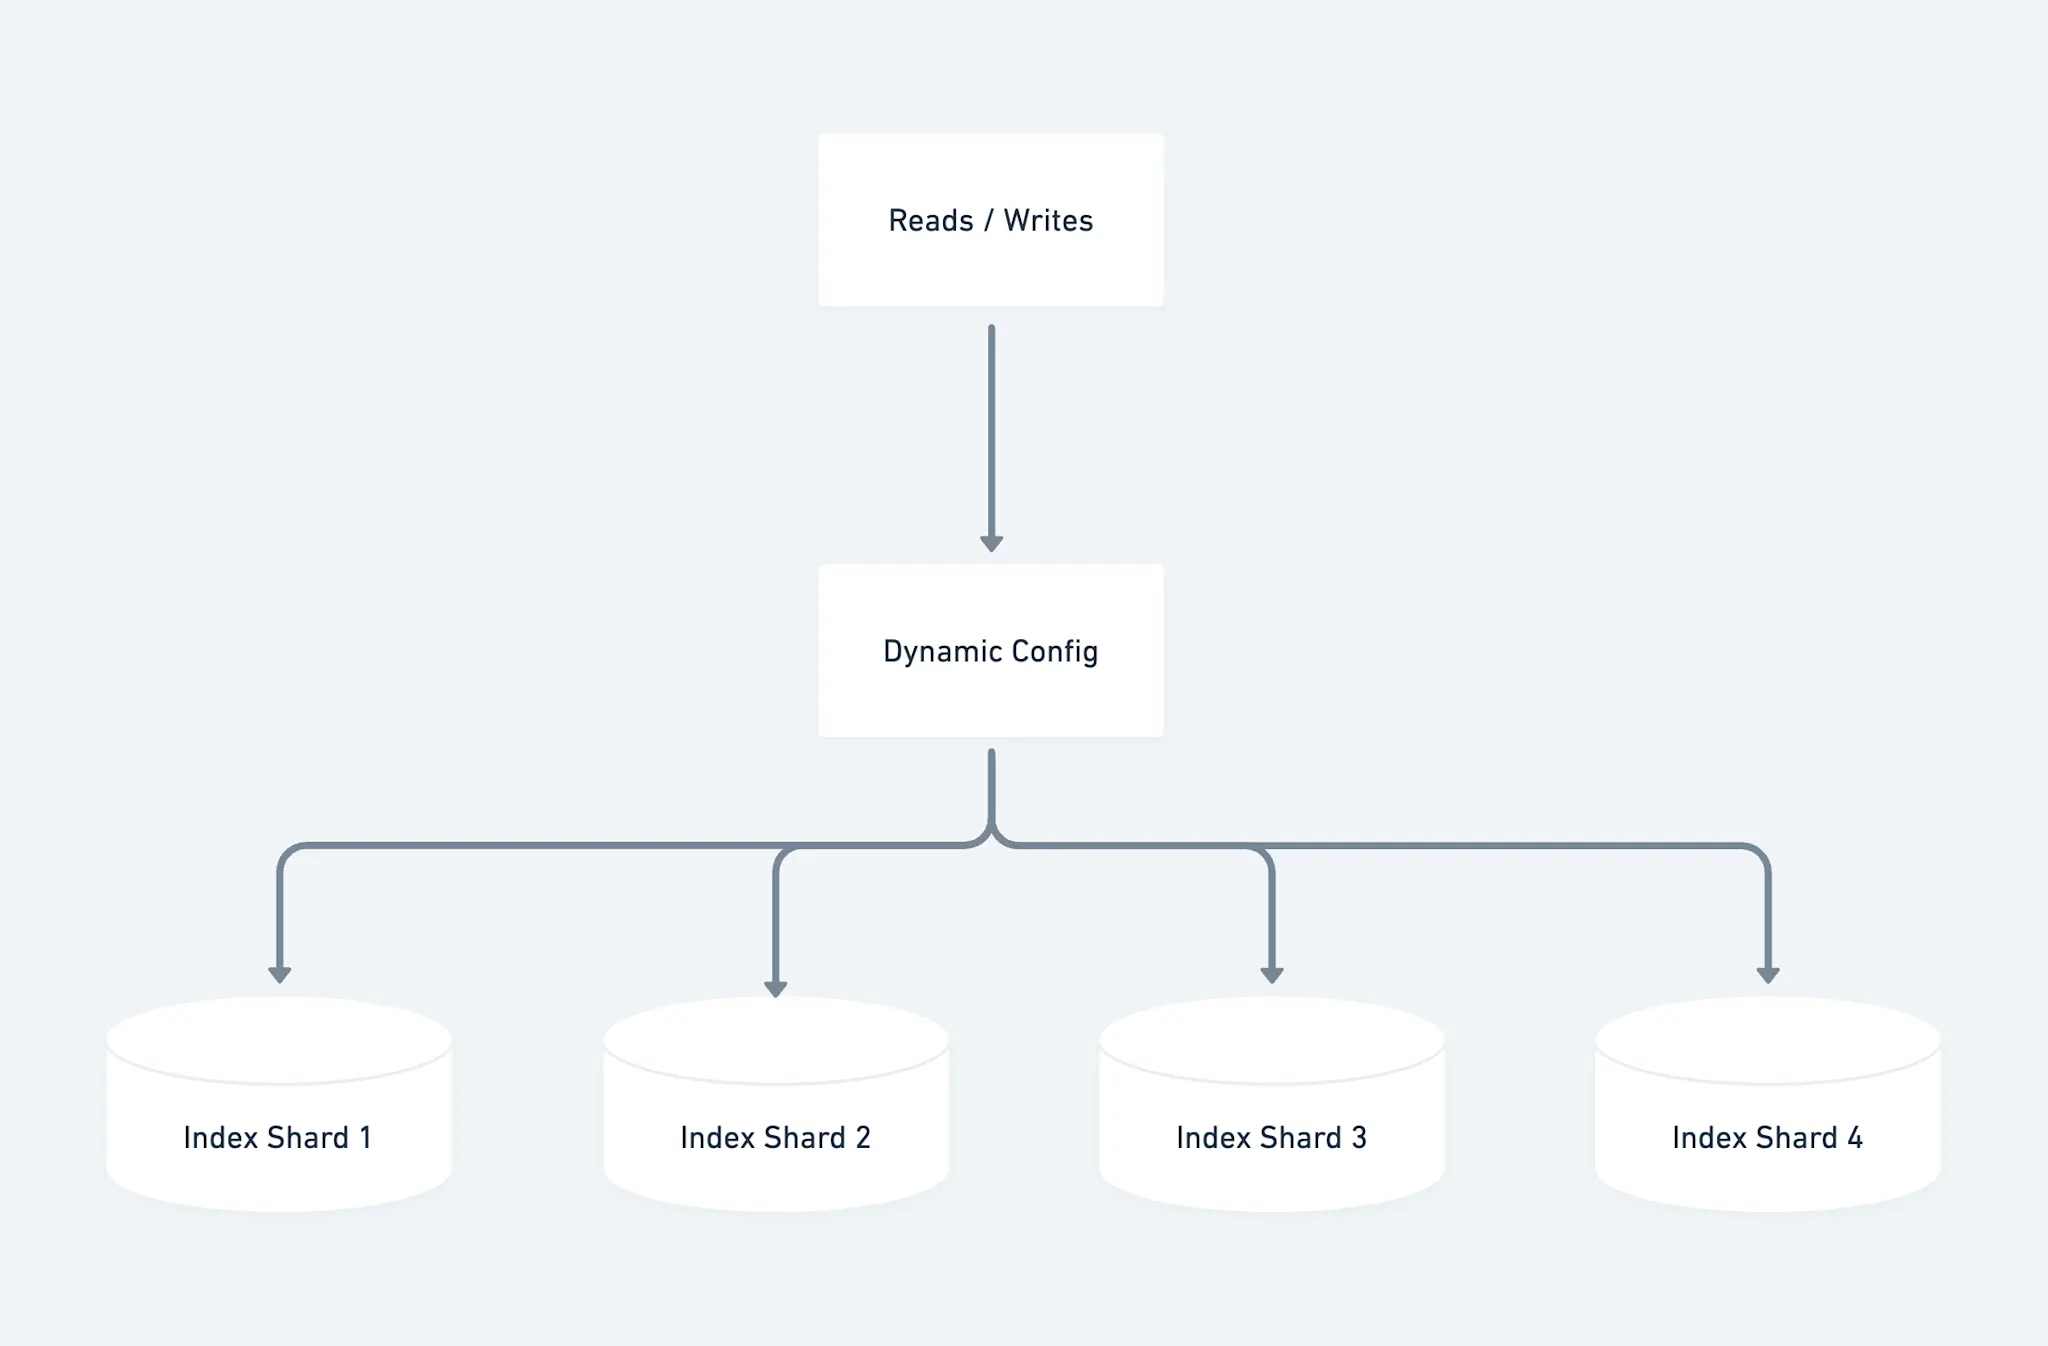 Reads / Writes
Dynamic Config
Index Shard 1
Index Shard 2
Index Shard 3
Index Shard 4